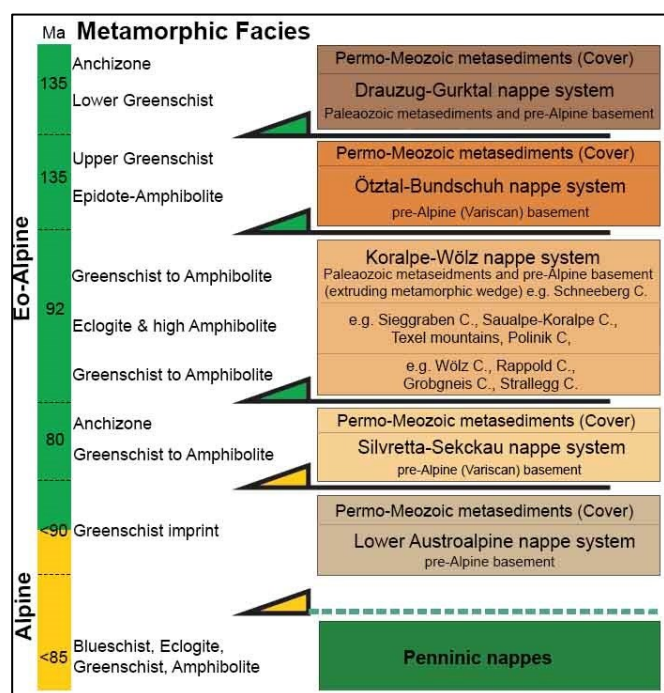 Ma Metamorphic Facies
Eo-Alpine
Alpine
135
Anchizone
Lower Greenschist
Permo-Meozoic metasediments (Cover)
Drauzug-Gurktal nappe system
Paleaozoic metasediments and pre-Alpine basement
135
Upper Greenschist
Epidote-Amphibolite
Permo-Meozoic metasediments (Cover)
Ötztal-Bundschuh nappe system
pre-Alpine (Variscan) basement
92
Greenschist to Amphibolite
Eclogite & high Amphibolite
Greenschist to Amphibolite
Koralpe-Wölz nappe system
Paleaozoic metaseidments and pre-Alpine basement
(extruding metamorphic wedge) e.g. Schneeberg C.
e.g. Sieggraben C., Saualpe-Koralpe C.,
Texel mountains, Polinik C,
e.g. Wölz C., Rappold C.,
Grobgneis C., Strallegg C.
80
Anchizone
Greenschist to Amphibolite
Permo-Meozoic metasediments (Cover)
Silvretta-Sekckau nappe system
pre-Alpine (Variscan) basement
<90
Greenschist imprint
Permo-Meozoic metasediments (Cover)
Lower Austroalpine nappe system
pre-Alpine basement
<85
Blueschist, Eclogite,
Greenschist, Amphibolite
Penninic nappes